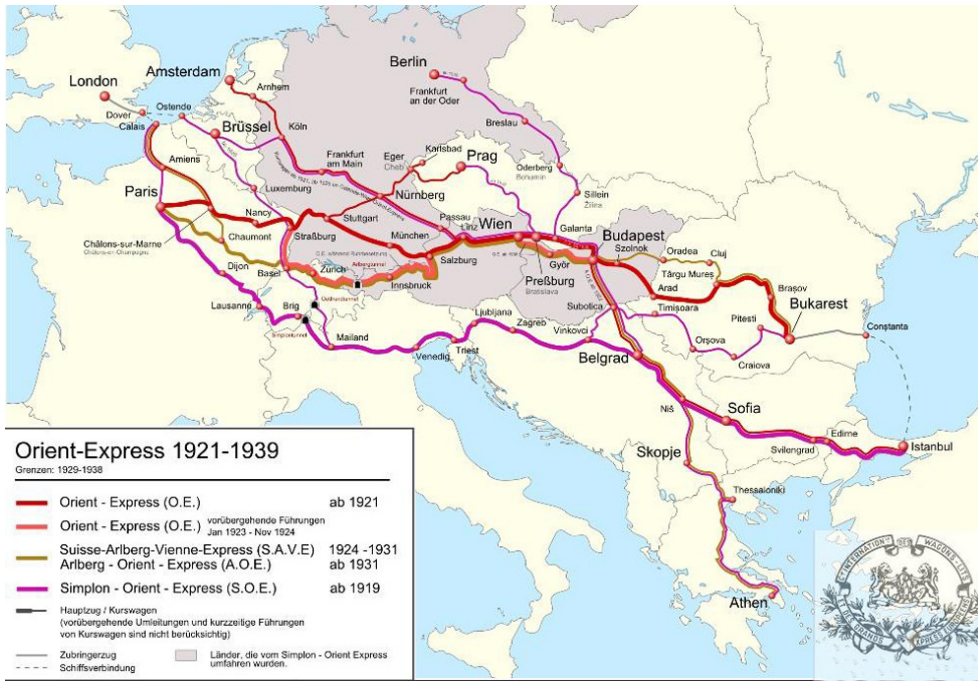 London
Dover
Calais
Ostende
Amsterdam
Arnhem
Brüssel
Köln
Berlin
Frankfurt
an der Oder
Breslau
Oderberg
Bohumín
Sillein
Žilina
Amiens
Paris
Luxemburg
Frankfurt
am Main
Karlsbad
Eger
Cheb
Prag
Nürnberg
Nancy
Straßburg
Stuttgart
Passau
Linz
Wien
Galanta
Budapest
Szolnok
Oradea
Cluj
Châlons-sur-Marne
Chaumont
München
Salzburg
Győr
Preßburg
Bratislava
Târgu Mureș
Arad
Brașov
Bukarest
Dijon
Basel
Zürich
Arlbergtunnel
Innsbruck
Subotica
Timișoara
Pitești
Constanta
Lausanne
Brig
Gotthardtunnel
Simplontunnel
Mailand
Venedig
Triest
Ljubljana
Zagreb
Vinkovci
Belgrad
Orșova
Craiova
Niš
Sofia
Svilengrad
Edirne
Istanbul
Skopje
Thessaloniki
Athen
Orient-Express 1921-1939
Grenzen: 1929-1938
Orient - Express (O.E.) ab 1921
Orient - Express (O.E.) vorübergehende Führungen
Jan 1923 - Nov 1924
Suisse-Arlberg-Vienne-Express (S.A.V.E) 1924 -1931
Arlberg - Orient - Express (A.O.E.) ab 1931
Simplon - Orient - Express (S.O.E.) ab 1919
Hauptzug / Kurswagen
(vorübergehende Umleitungen und kurzzeitige Führungen
von Kurswagen sind nicht berücksichtig)
Zubringerzug
Schiffsverbindung
Länder, die vom Simplon - Orient Express
umfahren wurden.